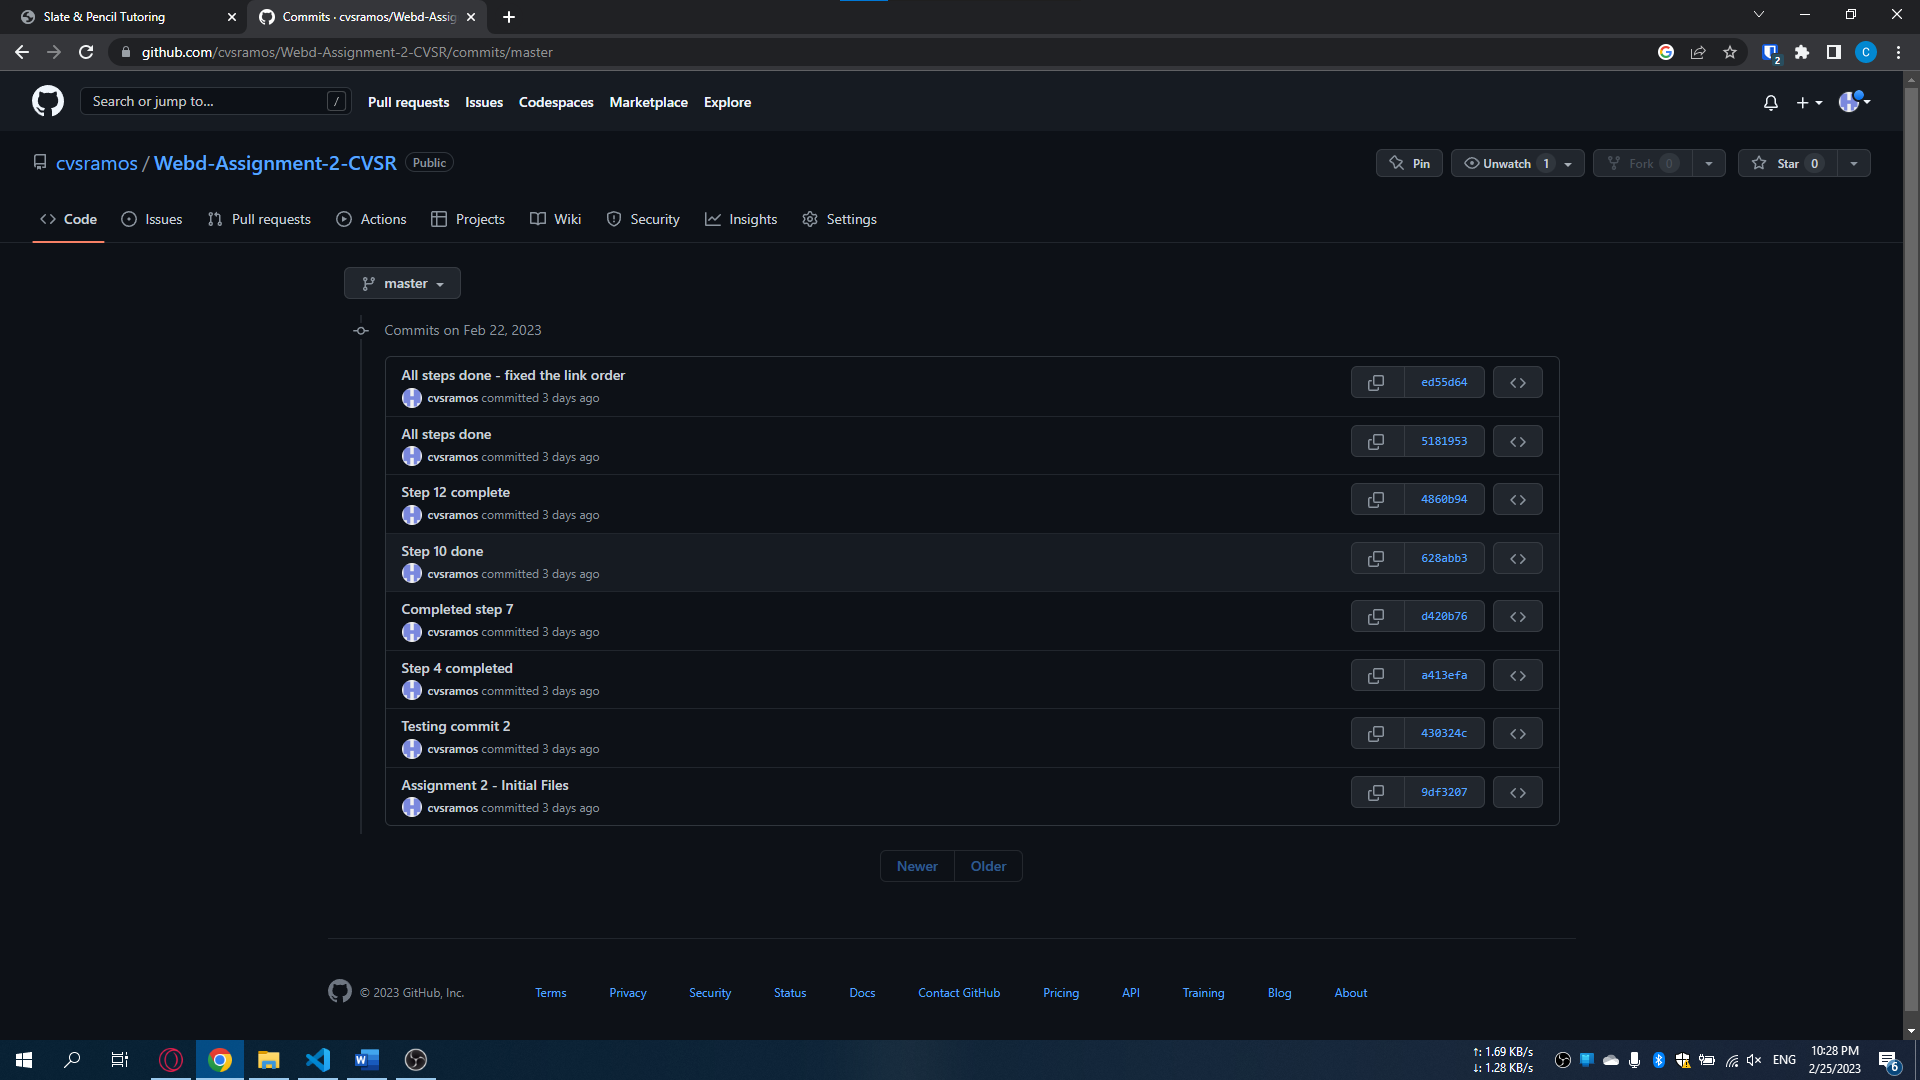 Slate & Pencil Tutoring
Commits · cvsramos/Webd-Assig
github.com/cvsramos/Webd-Assignment-2-CVSR/commits/master
2
C
Search or jump to...
/
Pull requests
Issues
Codespaces
Marketplace
Explore
cvsramos / Webd-Assignment-2-CVSR
Public
Pin
Unwatch 1
Fork 0
Star 0
Code
Issues
Pull requests
Actions
Projects
Wiki
Security
Insights
Settings
master
Commits on Feb 22, 2023
All steps done - fixed the link order
cvsramos committed 3 days ago
ed55d64
All steps done
cvsramos committed 3 days ago
5181953
Step 12 complete
cvsramos committed 3 days ago
4860b94
Step 10 done
cvsramos committed 3 days ago
628abb3
Completed step 7
cvsramos committed 3 days ago
d420b76
Step 4 completed
cvsramos committed 3 days ago
a413efa
Testing commit 2
cvsramos committed 3 days ago
430324c
Assignment 2 - Initial Files
cvsramos committed 3 days ago
9df3207
Newer
Older
© 2023 GitHub, Inc.
Terms
Privacy
Security
Status
Docs
Contact GitHub
Pricing
API
Training
Blog
About
↑: 1.69 KB/s
↓: 1.28 KB/s
ENG
10:28 PM
2/25/2023
6